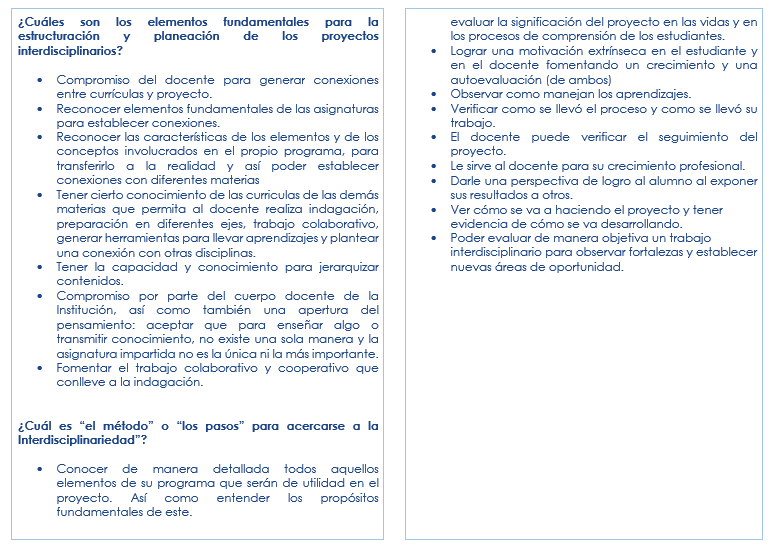 ¿Cuáles son los elementos fundamentales para la
estructuración y planeación de los proyectos
interdisciplinarios?
• Compromiso del docente para generar conexiones
entre currículas y proyecto.
• Reconocer elementos fundamentales de las asignaturas
para establecer conexiones.
• Reconocer las características de los elementos y de los
conceptos involucrados en el propio programa, para
transferirlo a la realidad y así poder establecer
conexiones con diferentes materias
• Tener cierto conocimiento de las curriculas de las demás
materias que permita al docente realiza indagación,
preparación en diferentes ejes, trabajo colaborativo,
generar herramientas para llevar aprendizajes y plantear
una conexión con otras disciplinas.
• Tener la capacidad y conocimiento para jerarquizar
contenidos.
• Compromiso por parte del cuerpo docente de la
Institución, así como también una apertura del
pensamiento: aceptar que para enseñar algo o
transmitir conocimiento, no existe una sola manera y la
asignatura impartida no es la única ni la más importante.
• Fomentar el trabajo colaborativo y cooperativo que
conlleve a la indagación.
¿Cuál es “el método” o “los pasos” para acercarse a la
Interdisciplinariedad”?
• Conocer de manera detallada todos aquellos
elementos de su programa que serán de utilidad en el
proyecto. Así como entender los propósitos
fundamentales de este.
evaluar la significación del proyecto en las vidas y en
los procesos de comprensión de los estudiantes.
• Lograr una motivación extrínseca en el estudiante y
en el docente fomentando un crecimiento y una
autoevaluación (de ambos)
• Observar como manejan los aprendizajes.
• Verificar como se llevó el proceso y como se llevó su
trabajo.
• El docente puede verificar el seguimiento del
proyecto.
• Le sirve al docente para su crecimiento profesional.
• Darle una perspectiva de logro al alumno al exponer
sus resultados a otros.
• Ver cómo se va a haciendo el proyecto y tener
evidencia de cómo se va desarrollando.
• Poder evaluar de manera objetiva un trabajo
interdisciplinario para observar fortalezas y establecer
nuevas áreas de oportunidad.